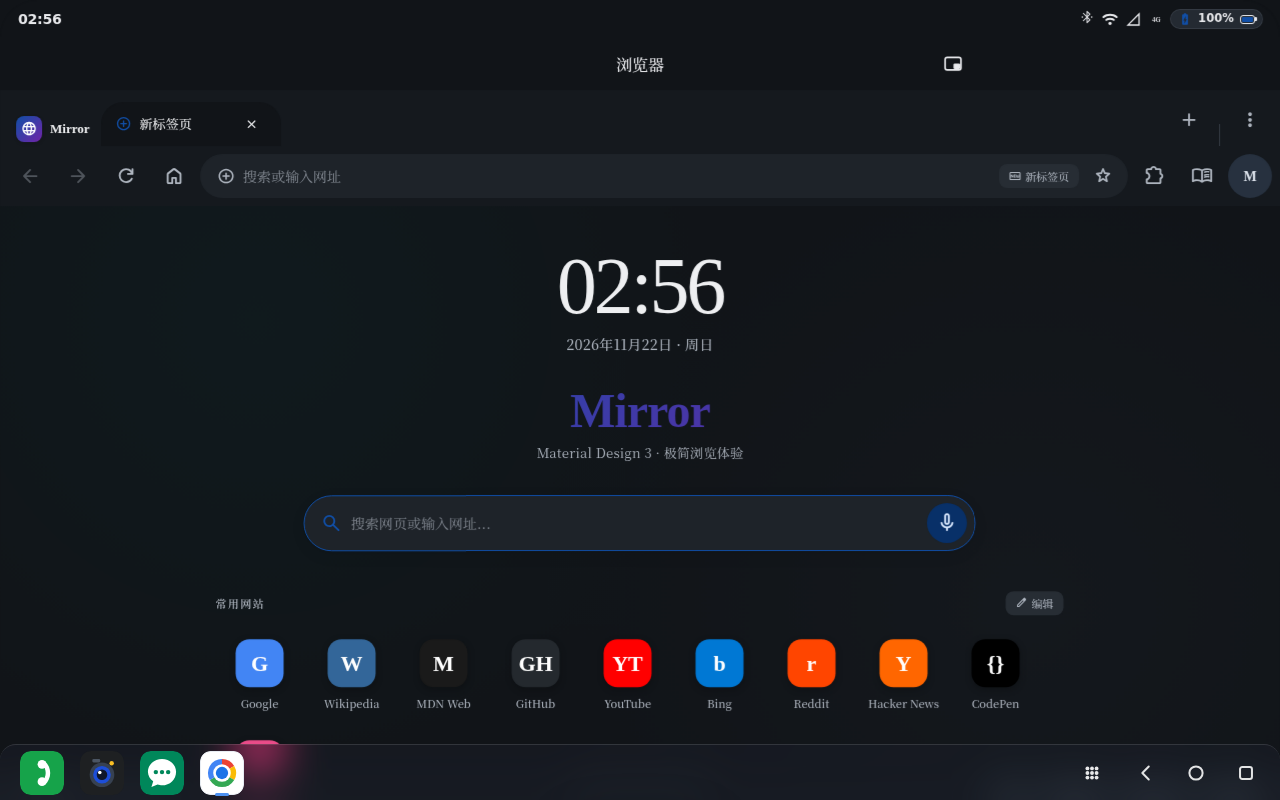 02:56
4G
100%
浏览器
Mirror
新标签页
搜索或输入网址
新标签页
M
02:56
2026年11月22日 · 周日
Mirror
Material Design 3 · 极简浏览体验
搜索网页或输入网址...
常用网站
编辑
G
W
M
GH
YT
b
r
Y
{}
Google
Wikipedia
MDN Web
GitHub
YouTube
Bing
Reddit
Hacker News
CodePen